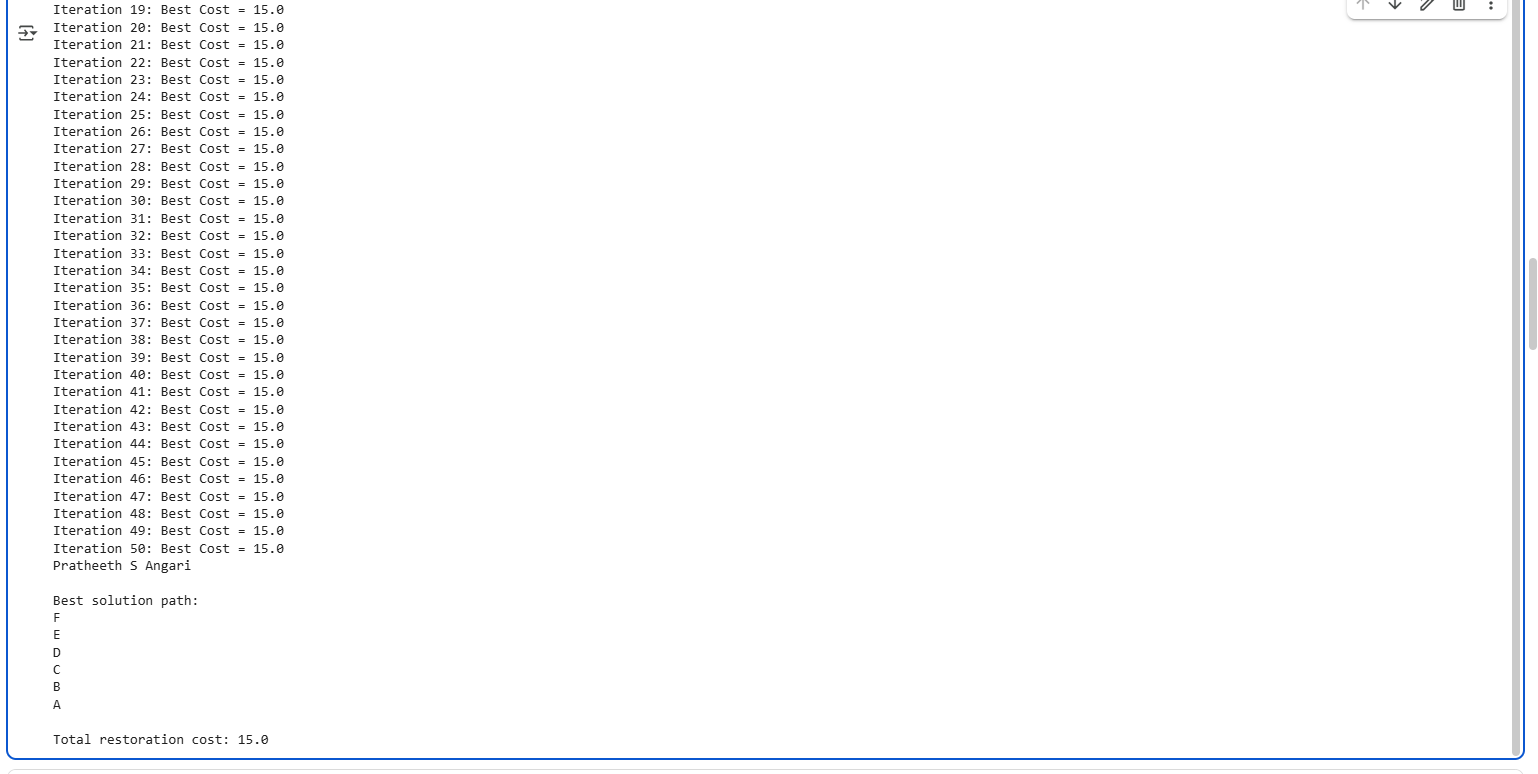 Iteration 19: Best Cost = 15.0
Iteration 20: Best Cost = 15.0
Iteration 21: Best Cost = 15.0
Iteration 22: Best Cost = 15.0
Iteration 23: Best Cost = 15.0
Iteration 24: Best Cost = 15.0
Iteration 25: Best Cost = 15.0
Iteration 26: Best Cost = 15.0
Iteration 27: Best Cost = 15.0
Iteration 28: Best Cost = 15.0
Iteration 29: Best Cost = 15.0
Iteration 30: Best Cost = 15.0
Iteration 31: Best Cost = 15.0
Iteration 32: Best Cost = 15.0
Iteration 33: Best Cost = 15.0
Iteration 34: Best Cost = 15.0
Iteration 35: Best Cost = 15.0
Iteration 36: Best Cost = 15.0
Iteration 37: Best Cost = 15.0
Iteration 38: Best Cost = 15.0
Iteration 39: Best Cost = 15.0
Iteration 40: Best Cost = 15.0
Iteration 41: Best Cost = 15.0
Iteration 42: Best Cost = 15.0
Iteration 43: Best Cost = 15.0
Iteration 44: Best Cost = 15.0
Iteration 45: Best Cost = 15.0
Iteration 46: Best Cost = 15.0
Iteration 47: Best Cost = 15.0
Iteration 48: Best Cost = 15.0
Iteration 49: Best Cost = 15.0
Iteration 50: Best Cost = 15.0
Pratheeth S Angari
Best solution path:
F
E
D
C
B
A
Total restoration cost: 15.0